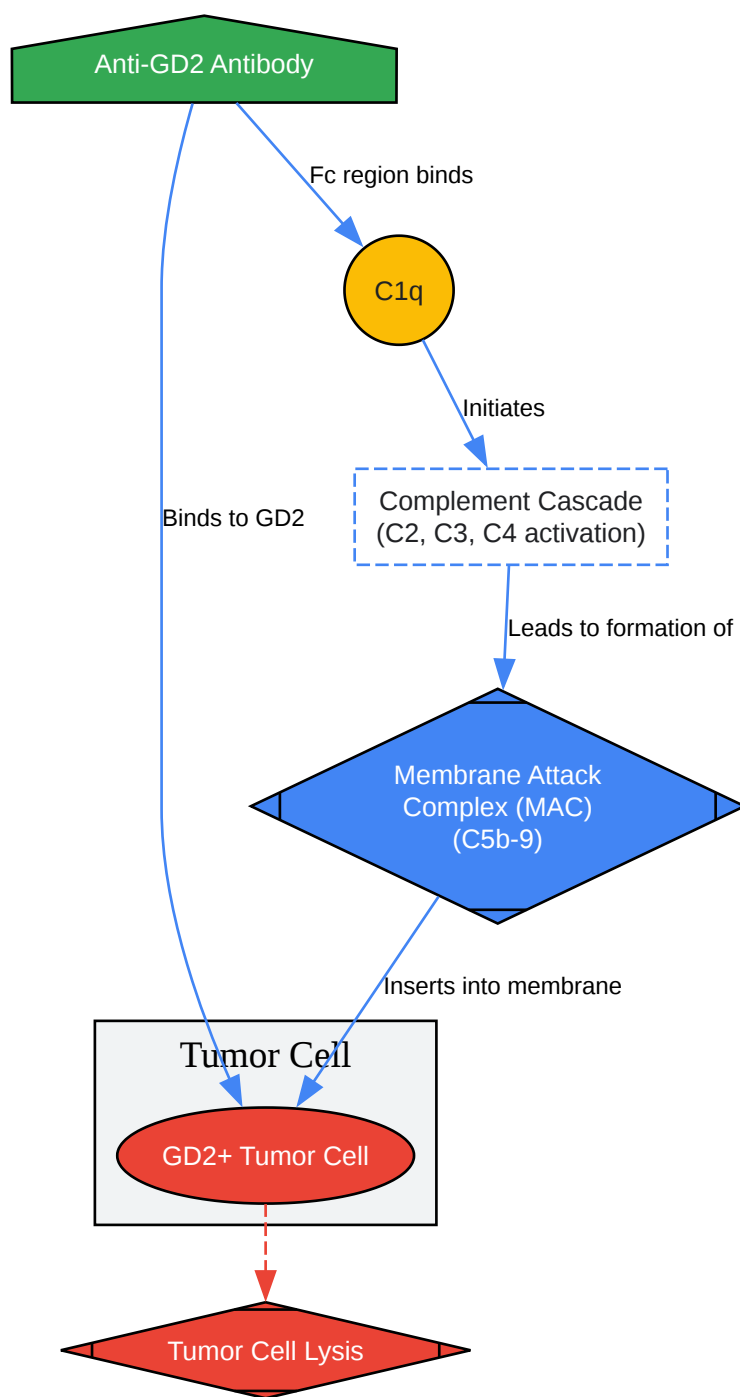 Anti-GD2 Antibody
Fc region binds
C1q
Initiates
Complement Cascade
(C2, C3, C4 activation)
Binds to GD2
Leads to formation of
Membrane Attack
Complex (MAC)
(C5b-9)
Inserts into membrane
Tumor Cell
GD2+ Tumor Cell
Tumor Cell Lysis